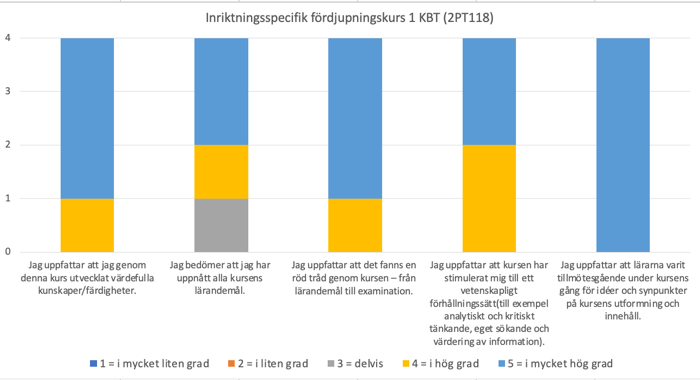 Inriktningsspecifik fördjupningskurs 1 KBT (2PT118)
4
3
2
1
0
Jag uppfattar att jag genom
denna kurs utvecklat värdefulla
kunskaper/färdigheter.
Jag bedömer att jag har
uppnått alla kursens
lärandemål.
Jag uppfattar att det fanns en
röd tråd genom kursen – från
lärandemål till examination.
Jag uppfattar att kursen har
stimulerat mig till ett
vetenskapligt
förhållningssätt(till exempel
analytiskt och kritiskt
tänkande, eget sökande och
värdering av information).
Jag uppfattar att lärarna varit
tillmötesgående under kursens
gång för idéer och synpunkter
på kursens utformning och
innehåll.
1 = i mycket liten grad
2 = i liten grad
3 = delvis
4 = i hög grad
5 = i mycket hög grad